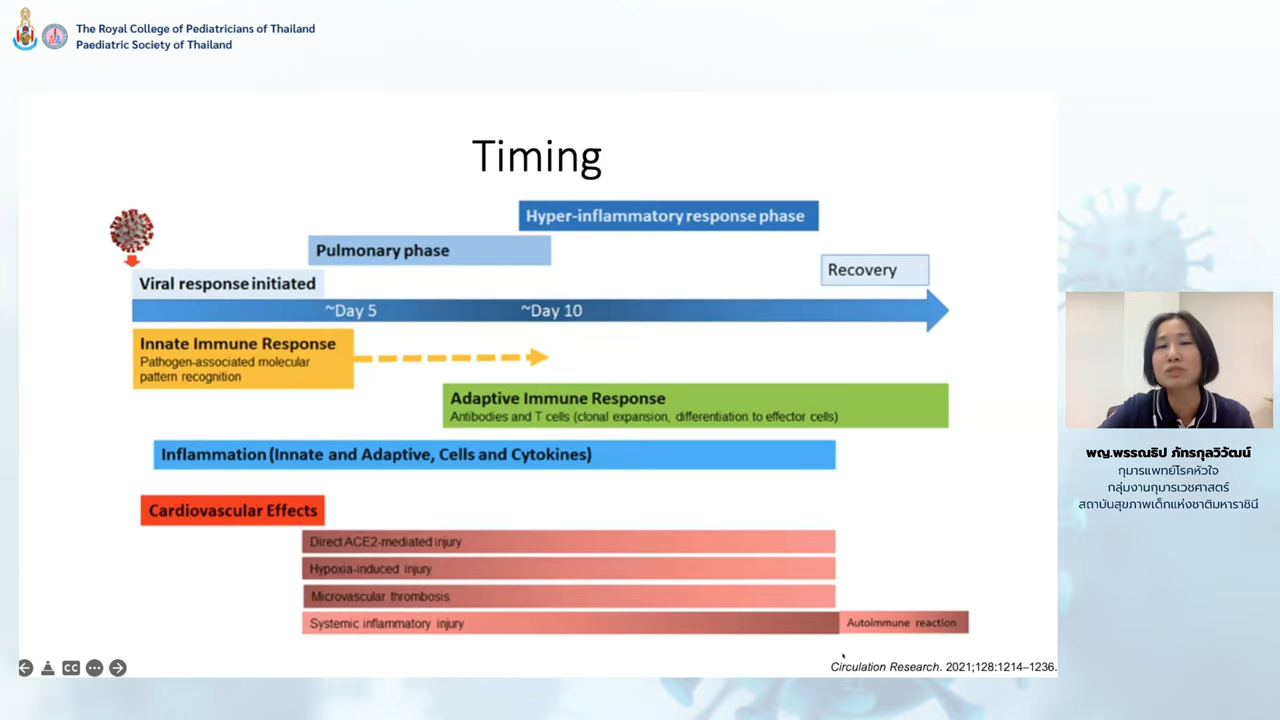 The Royal College of Pediatricians of Thailand
Paediatric Society of Thailand
Timing
Hyper-inflammatory response phase
Pulmonary phase
Recovery
Viral response initiated
~Day 5
~Day 10
Innate Immune Response
Pathogen-associated molecular
pattern recognition
Adaptive Immune Response
Antibodies and T cells (clonal expansion, differentiation to effector cells)
Inflammation (Innate and Adaptive, Cells and Cytokines)
Cardiovascular Effects
Direct ACE2-mediated injury
Hypoxia-induced injury
Microvascular thrombosis
Systemic inflammatory injury
Autoimmune reaction
Circulation Research. 2021;128:1214–1236.
CC
พญ.พรรณธิป ภัทรกุลวิวัฒน์
กุมารแพทย์โรคหัวใจ
กลุ่มงานกุมารเวชศาสตร์
สถาบันสุขภาพเด็กแห่งชาติมหาราชินี